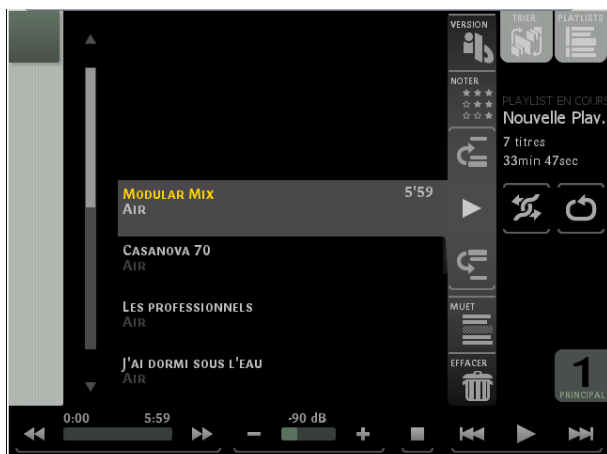 VERSION
TRIER
PLAYLISTE
NOTER
PLAYLIST EN COURS
Nouvelle Play.
7 titres
33min 47sec
MODULAR MIX 5'59
AIR
CASANOVA 70
AIR
LES PROFESSIONNELS
AIR
MUET
J'AI DORMI SOUS L'EAU
AIR
EFFACER
1
PRINCIPAL
0:00 5:59 -90 dB